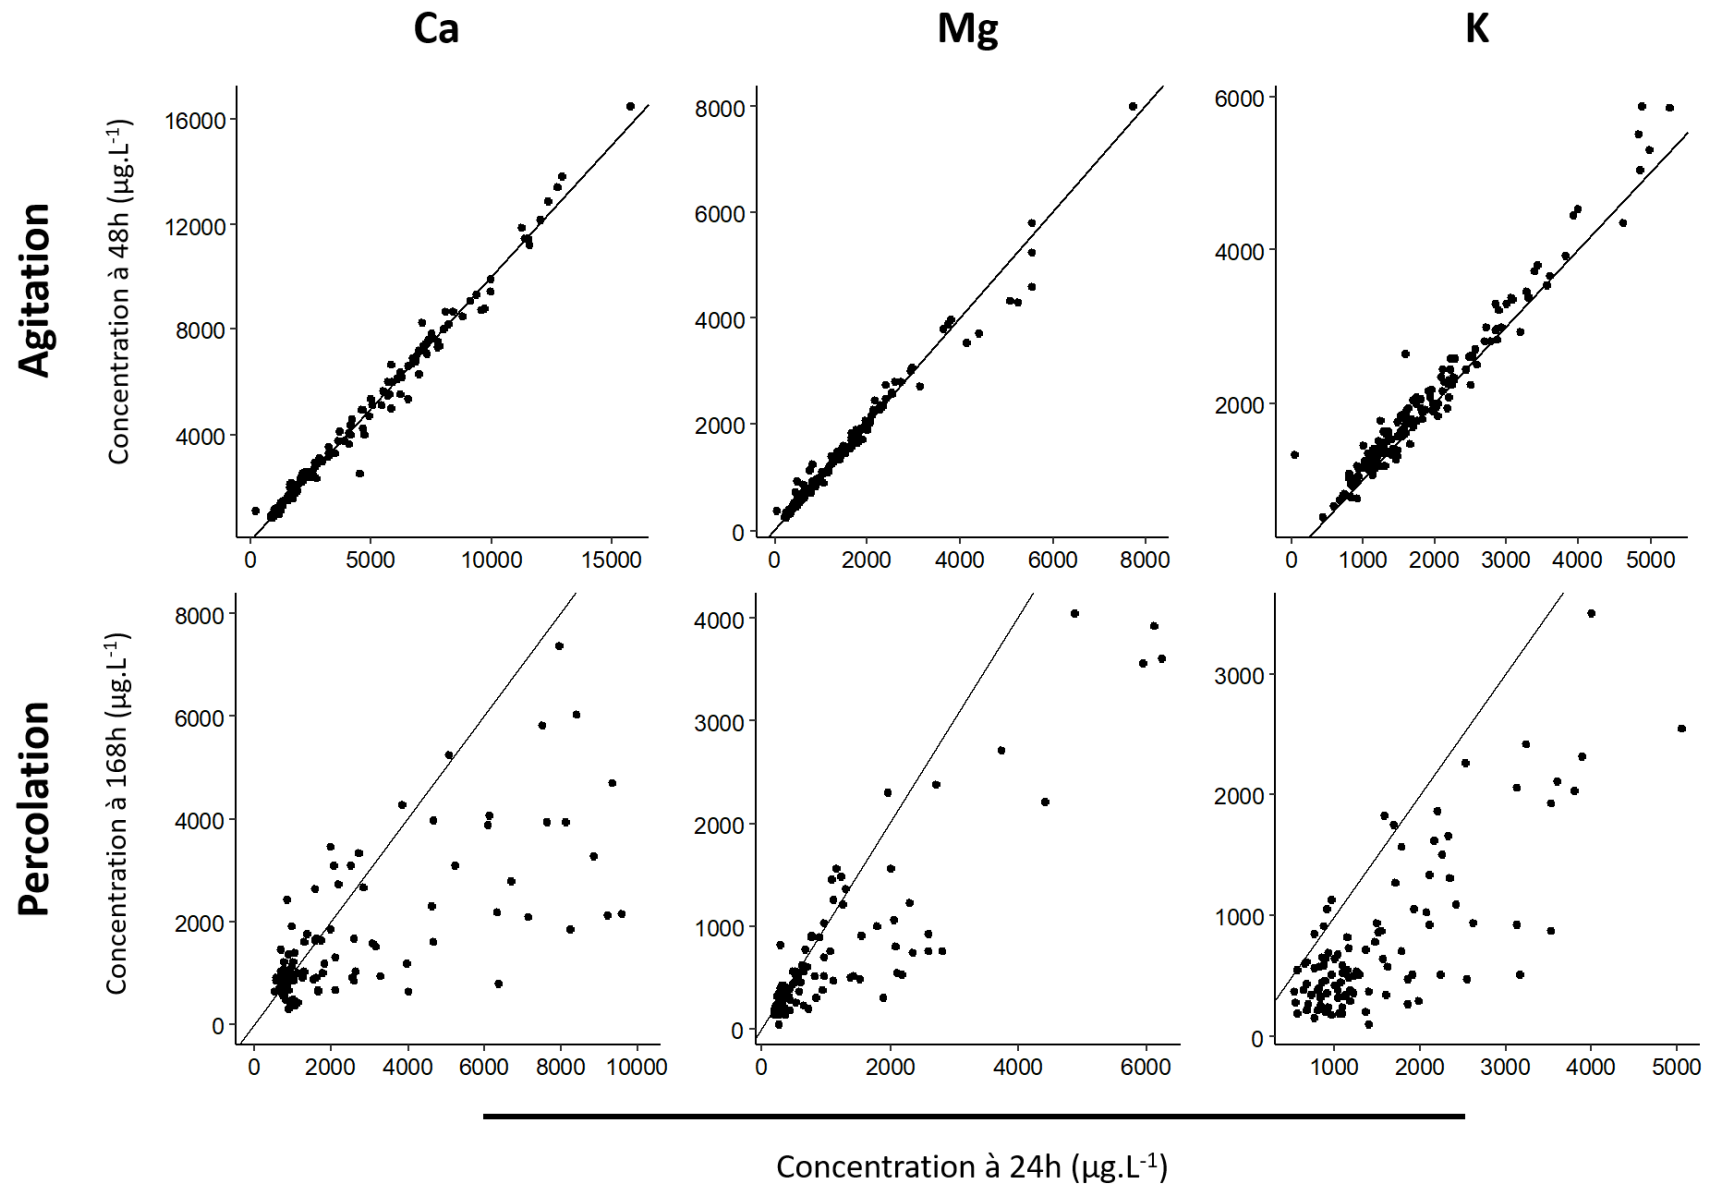 Ca Mg K
Agitation
Concentration à 48h (µg.L-1)
16000
12000
8000
4000
0 5000 10000 15000
8000
6000
4000
2000
0
0 2000 4000 6000 8000
6000
4000
2000
0 1000 2000 3000 4000 5000
Percolation
Concentration à 168h (µg.L-1)
8000
6000
4000
2000
0
0 2000 4000 6000 8000 10000
4000
3000
2000
1000
0
0 2000 4000 6000
3000
2000
1000
0
1000 2000 3000 4000 5000
Concentration à 24h (µg.L-1)